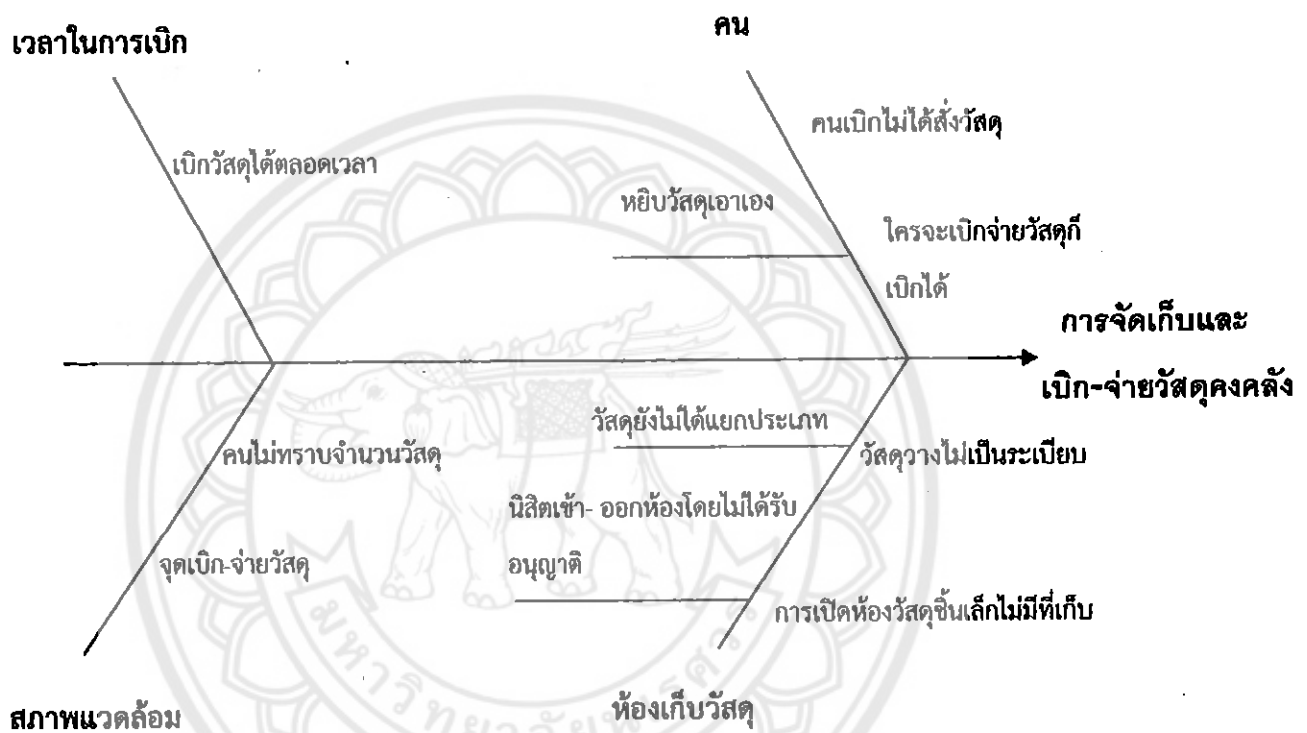 คน
เวลาในการเบิก
คนเบิกไม่ได้สั่งวัสดุ
เบิกวัสดุได้ตลอดเวลา
หยิบวัสดุเอาเอง
ใครจะเบิกจ่ายวัสดุก็
เบิกได้
การจัดเก็บและ
เบิก-จ่ายวัสดุคงคลัง
วัสดุยังไม่ได้แยกประเภท
คนไม่ทราบจำนวนวัสดุ
วัสดุวางไม่เป็นระเบียบ
นิสิตเข้า- ออกห้องโดยไม่ได้รับ
อนุญาติ
จุดเบิก-จ่ายวัสดุ
การเปิดห้องวัสดุชิ้นเล็กไม่มีที่เก็บ
ห้องเก็บวัสดุ
สภาพแวดล้อม